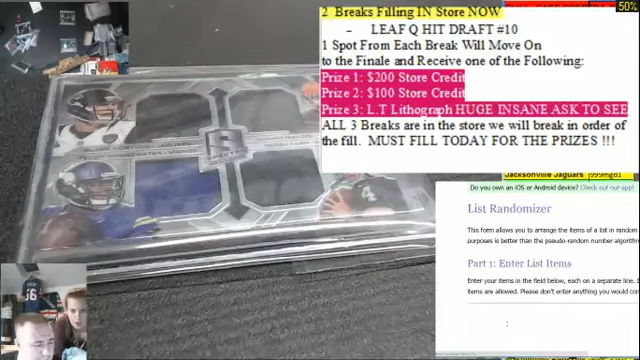 50%
2 Breaks Filling IN Store NOW
- LEAF Q HIT DRAFT #10
1 Spot From Each Break Will Move On
to the Finale and Receive one of the Following:
Prize 1: $200 Store Credit
Prize 2: $100 Store Credit
Prize 3: L.T Lithograph HUGE INSANE ASK TO SEE
ALL 3 Breaks are in the store we will break in order of
the fill. MUST FILL TODAY FOR THE PRIZES !!!
Jacksonville Jaguars
Do you own an iOS or Android device? Check out our app!
List Randomizer
This form allows you to arrange the items of a list in random
purposes is better than the pseudo-random number algorithm
Part 1: Enter List Items
Enter your items in the field below, each on a separate line.
items are allowed. Please don't enter anything you would con
SPECTRA
4
56